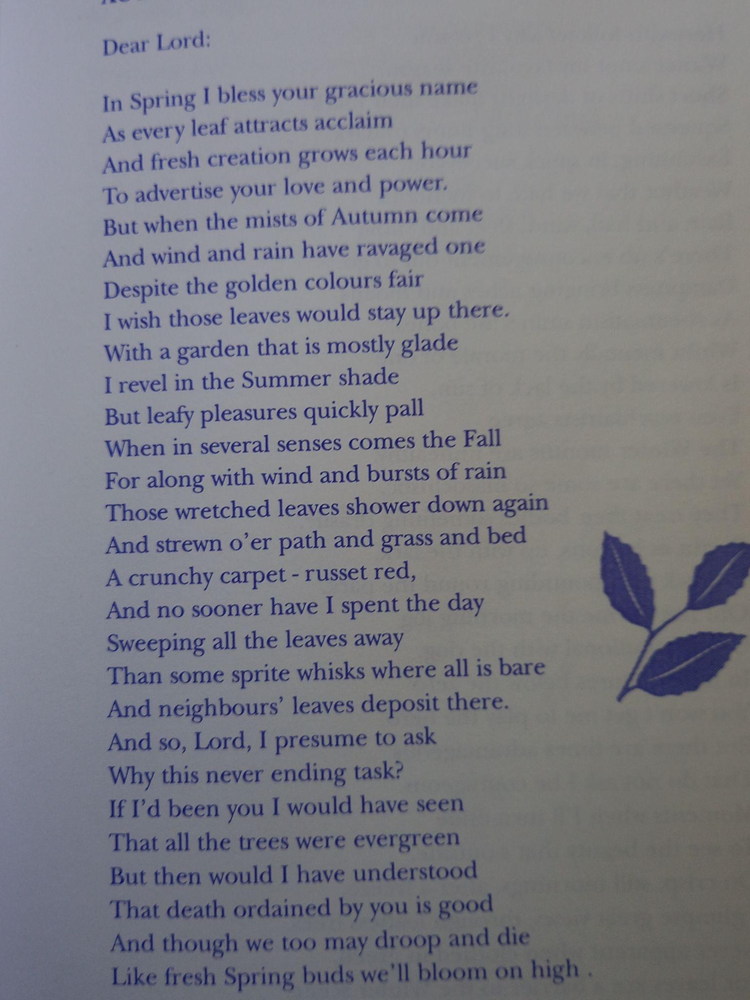 Dear Lord:
In Spring I bless your gracious name
As every leaf attracts acclaim
And fresh creation grows each hour
To advertise your love and power.
But when the mists of Autumn come
And wind and rain have ravaged one
Despite the golden colours fair
I wish those leaves would stay up there.
With a garden that is mostly glade
I revel in the Summer shade
But leafy pleasures quickly pall
When in several senses comes the Fall
For along with wind and bursts of rain
Those wretched leaves shower down again
And strewn o'er path and grass and bed
A crunchy carpet - russet red,
And no sooner have I spent the day
Sweeping all the leaves away
Than some sprite whisks where all is bare
And neighbours' leaves deposit there.
And so, Lord, I presume to ask
Why this never ending task?
If I'd been you I would have seen
That all the trees were evergreen
But then would I have understood
That death ordained by you is good
And though we too may droop and die
Like fresh Spring buds we'll bloom on high .